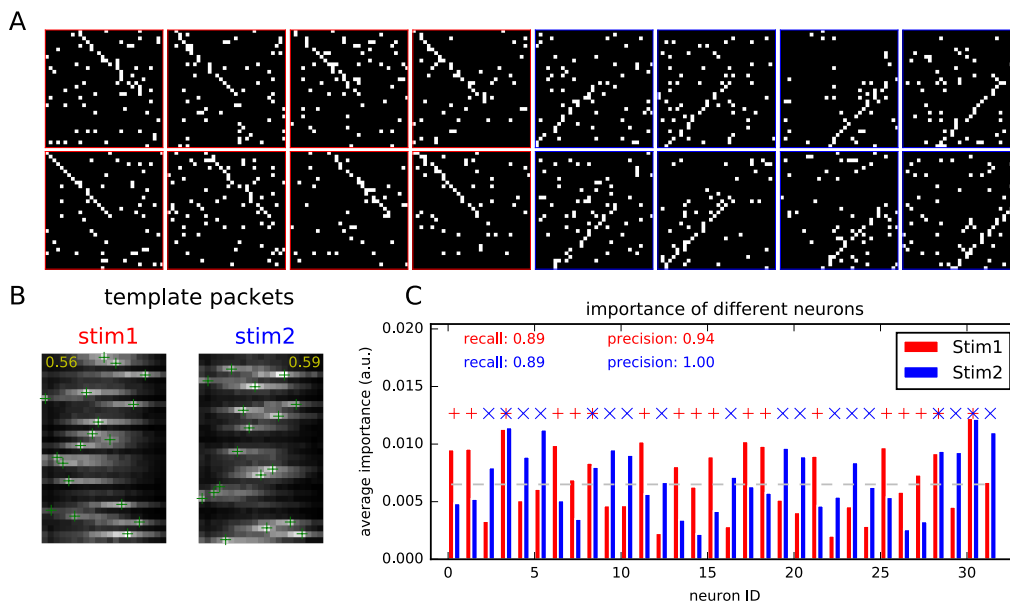 A
B
template packets
stim1
stim2
0.56
0.59
C
importance of different neurons
recall: 0.89 precision: 0.94
recall: 0.89 precision: 1.00
Stim1
Stim2
average importance (a.u.)
0.020
0.015
0.010
0.005
0.000
0 5 10 15 20 25 30
neuron ID